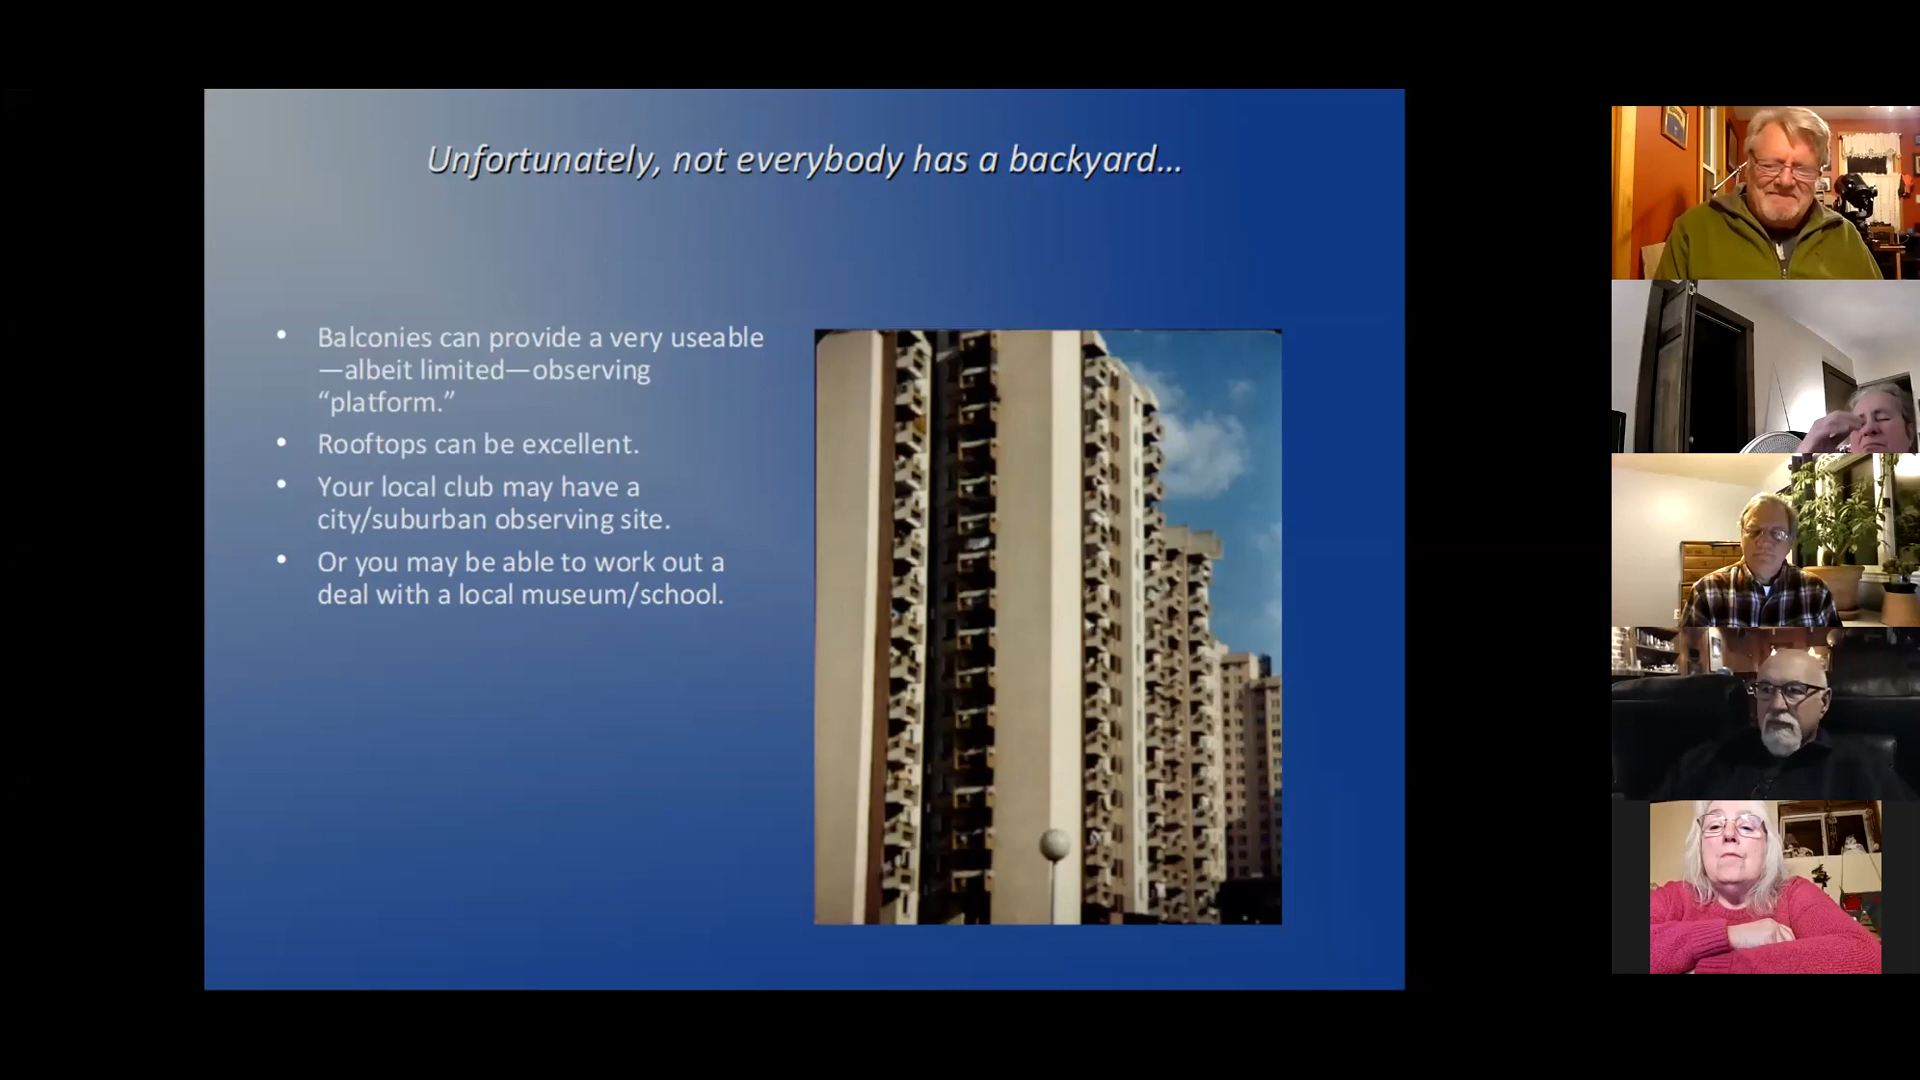 Unfortunately, not everybody has a backyard...
• Balconies can provide a very useable
—albeit limited—observing
“platform.”
• Rooftops can be excellent.
• Your local club may have a
city/suburban observing site.
• Or you may be able to work out a
deal with a local museum/school.